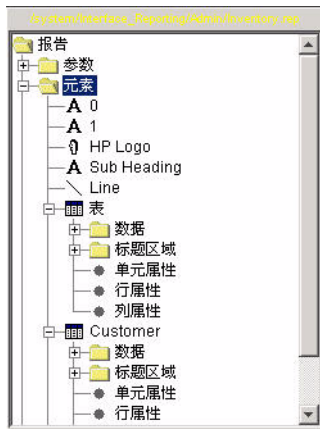 /system/Interface_Reporting/Admin/Inventory.rep
报告
参数
元素
A 0
A 1
HP Logo
A Sub Heading
Line
表
数据
标题区域
单元属性
行属性
列属性
Customer
数据
标题区域
单元属性
行属性